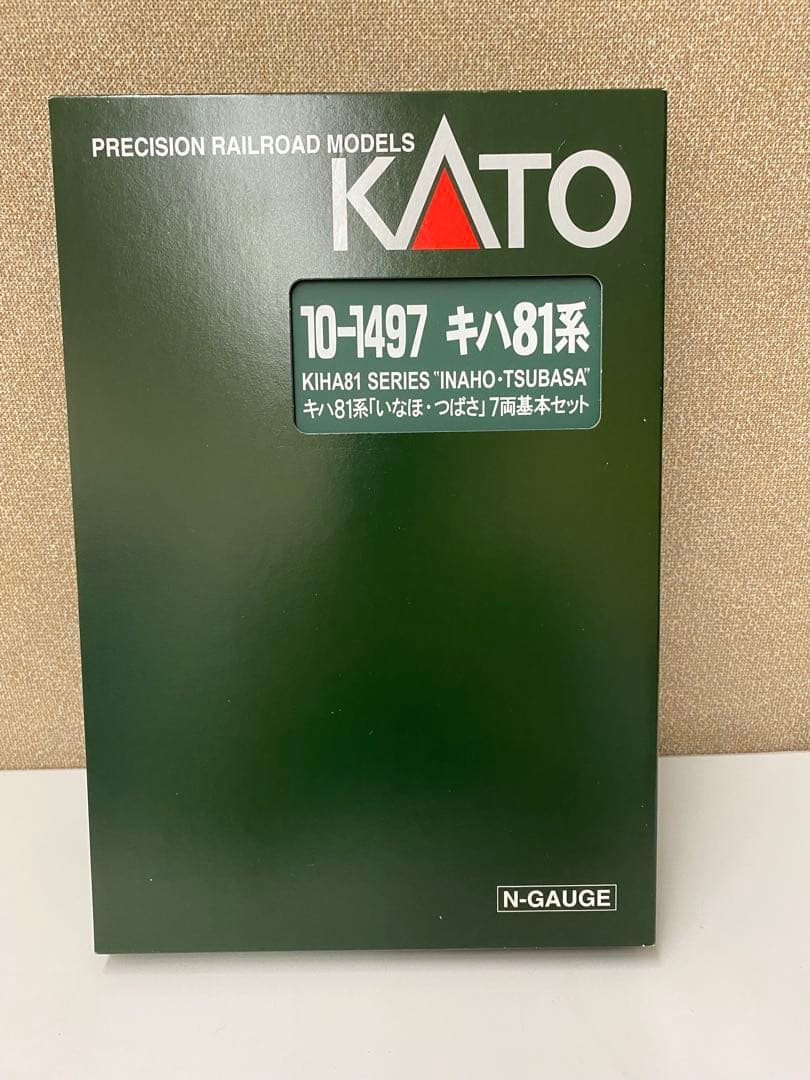 PRECISION RAILROAD MODELS
KATO
10-1497 キハ81系
KIHA81 SERIES "INAHO・TSUBASA"
キハ81系「いなほ・つばさ」7両基本セット
N-GAUGE